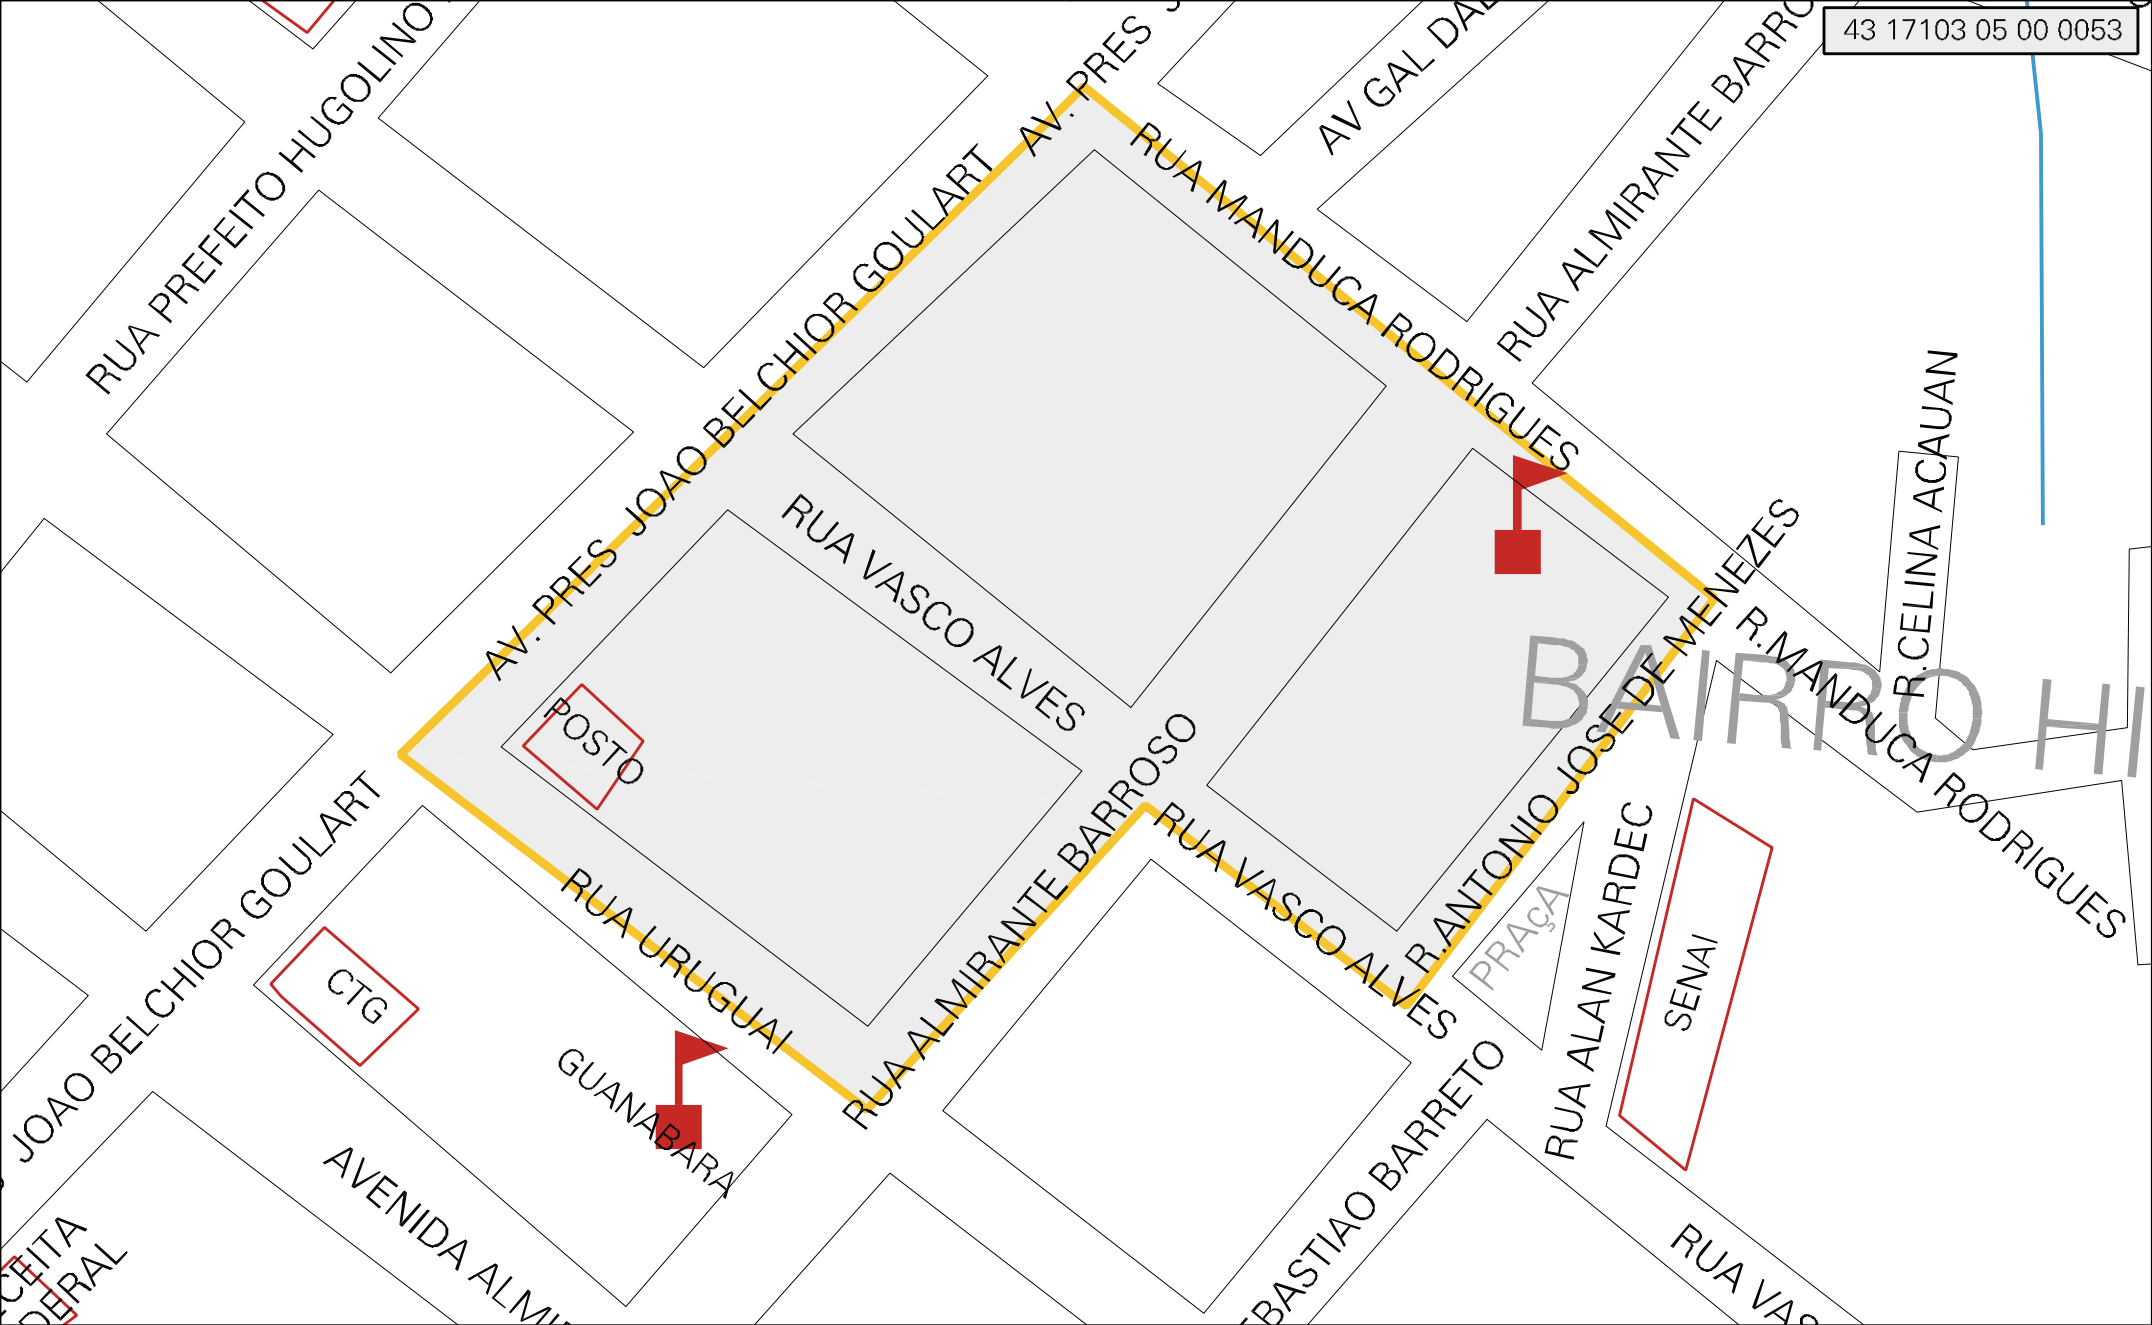 43 17103 05 00 0053
RUA PREFEITO HUGOLINO
AV. PRES
AV GAL
RUA ALMIRANTE BARRO
RUA MANDUCA RODRIGUES
AV. PRES JOAO BELCHIOR GOULART
R.CELINA ACAUAN
RUA VASCO ALVES
R.ANTONIO JOSE DE MENEZES
BAIRRO HI
R.MANDUCA RODRIGUES
POSTO
RUA ALMIRANTE BARROSO
RUA VASCO ALVES
RUA URUGUAI
JOAO BELCHIOR GOULART
CTG
GUANABARA
PRAÇA
RUA ALAN KARDEC
SENAI
EBASTIAO BARRETO
AVENIDA ALMI
RUA VAS
CEITA
DERAL